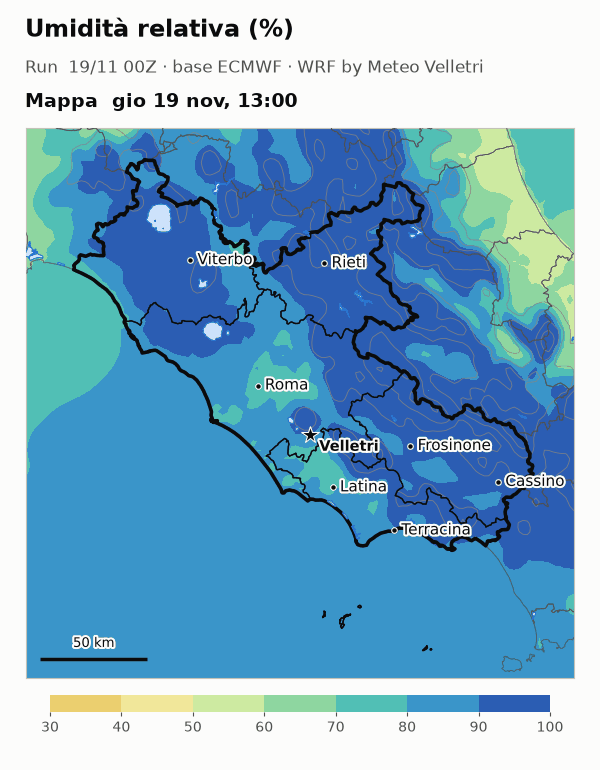 Umidità relativa (%)
Run  19/11 00Z · base ECMWF · WRF by Meteo Velletri
Mappa  gio 19 nov, 13:00
Viterbo
Rieti
Roma
Velletri
Frosinone
Cassino
Latina
Terracina
50 km
30 40 50 60 70 80 90 100